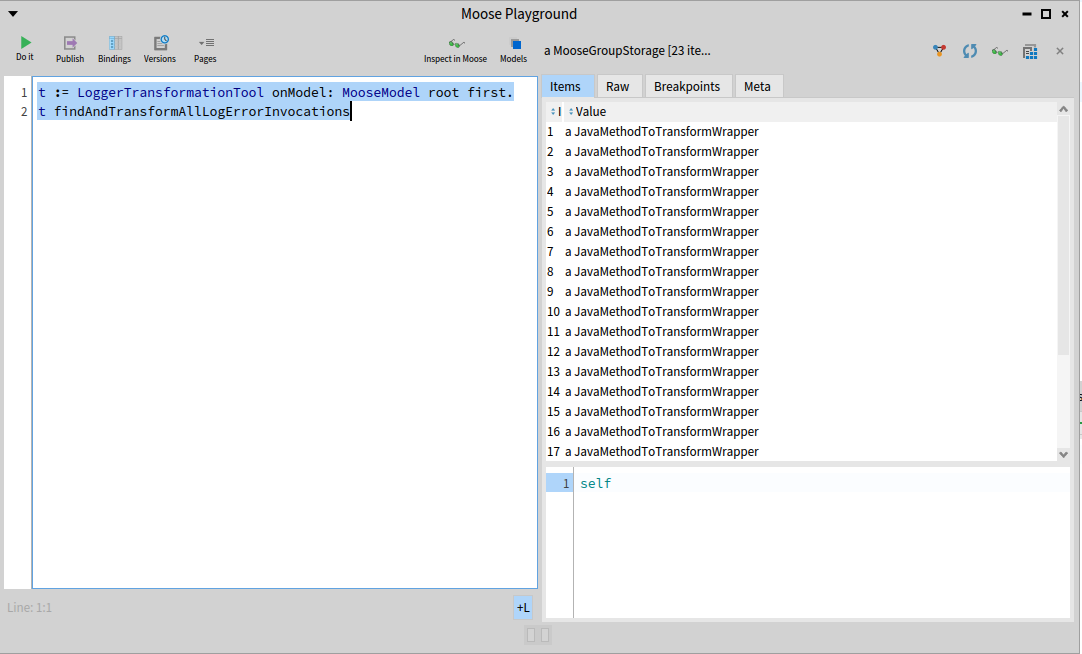 Moose Playground
Do it
Publish
Bindings
Versions
Pages
Inspect in Moose
Models
a MooseGroupStorage [23 ite...
1 t := LoggerTransformationTool onModel: MooseModel root first.
2 t findAndTransformAllLogErrorInvocations
Line: 1:1
+L
Items
Raw
Breakpoints
Meta
I Value
1 a JavaMethodToTransformWrapper
2 a JavaMethodToTransformWrapper
3 a JavaMethodToTransformWrapper
4 a JavaMethodToTransformWrapper
5 a JavaMethodToTransformWrapper
6 a JavaMethodToTransformWrapper
7 a JavaMethodToTransformWrapper
8 a JavaMethodToTransformWrapper
9 a JavaMethodToTransformWrapper
10 a JavaMethodToTransformWrapper
11 a JavaMethodToTransformWrapper
12 a JavaMethodToTransformWrapper
13 a JavaMethodToTransformWrapper
14 a JavaMethodToTransformWrapper
15 a JavaMethodToTransformWrapper
16 a JavaMethodToTransformWrapper
17 a JavaMethodToTransformWrapper
1 self